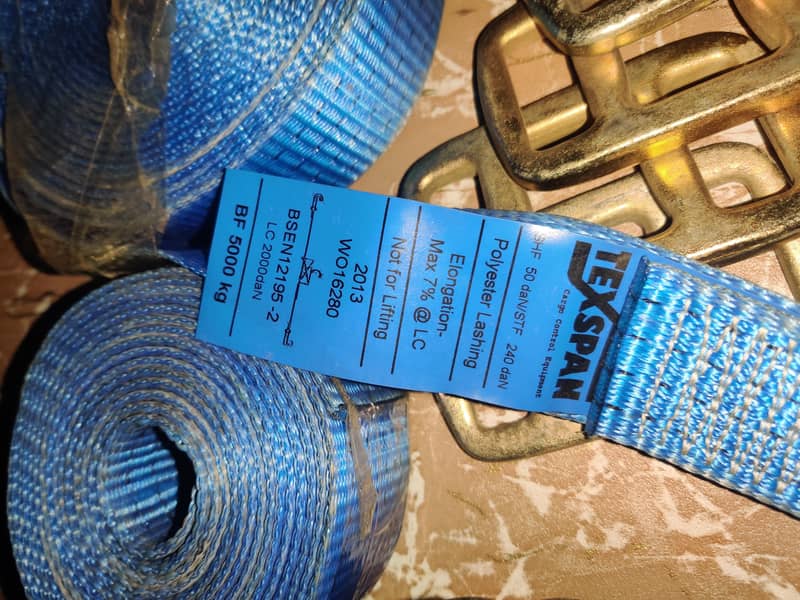 TEXSPAN
Cargo Control Equipment
SHF 50 daN/STF 240 daN
Polyester Lashing
Elongation-
Max 7% @ LC
Not for Lifting
2013
WO16280
BSEN12195 -2
LC 2000daN
BF 5000 kg